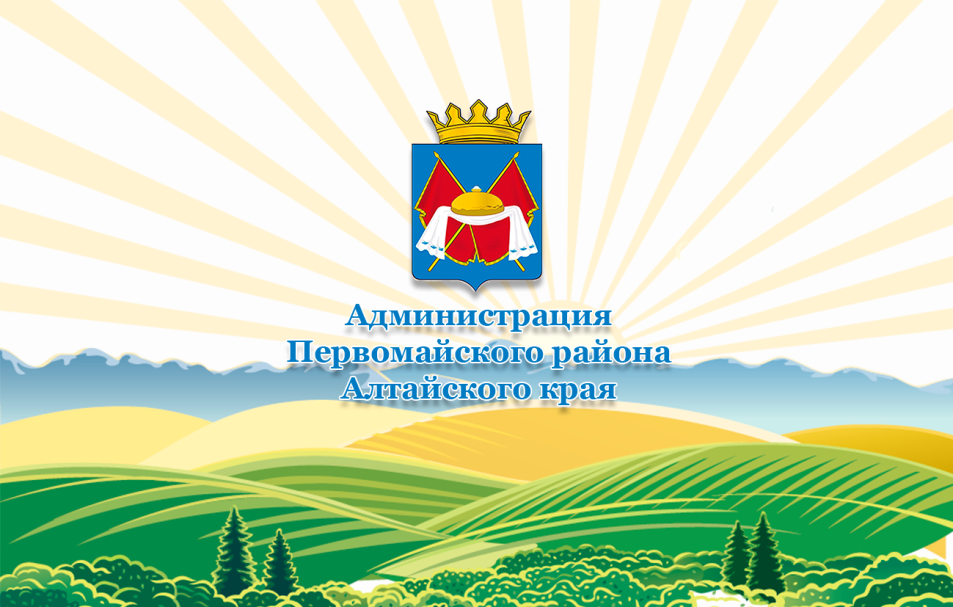 Администрация
Первомайского района
Алтайского края